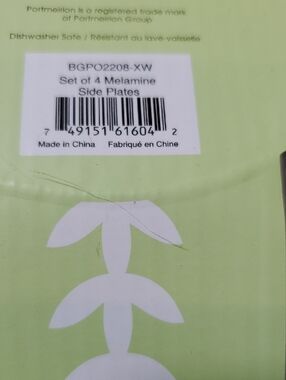 Portmeirion is a registered trade mark
of Portmeirion Group
Dishwasher Safe / Résistant au lave-vaisselle
BGPO2208-XW
Set of 4 Melamine
Side Plates
7 49151 61604 2
Made in China Fabriqué en Chine